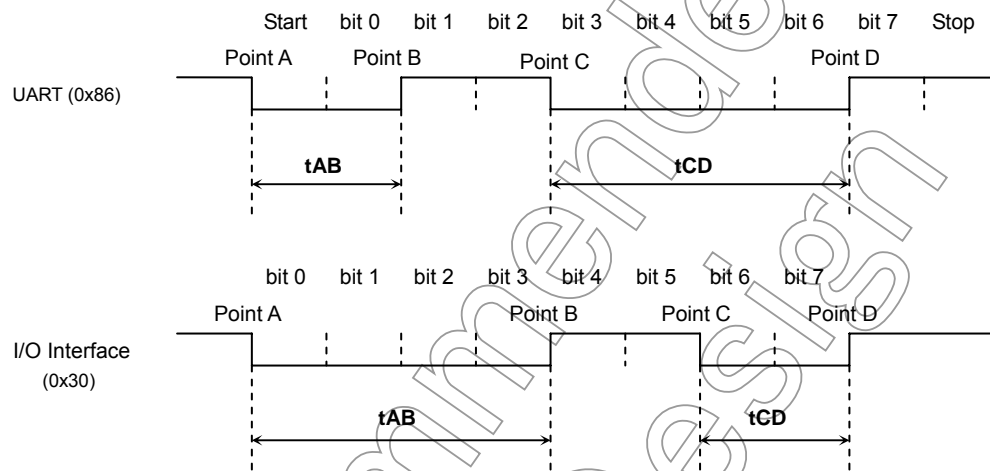 Start bit 0 bit 1 bit 2 bit 3 bit 4 bit 5 bit 6 bit 7 Stop
Point A Point B Point C Point D
UART (0x86)
tAB tCD
bit 0 bit 1 bit 2 bit 3 bit 4 bit 5 bit 6 bit 7
Point A Point B Point C Point D
I/O Interface
(0x30)
tAB tCD